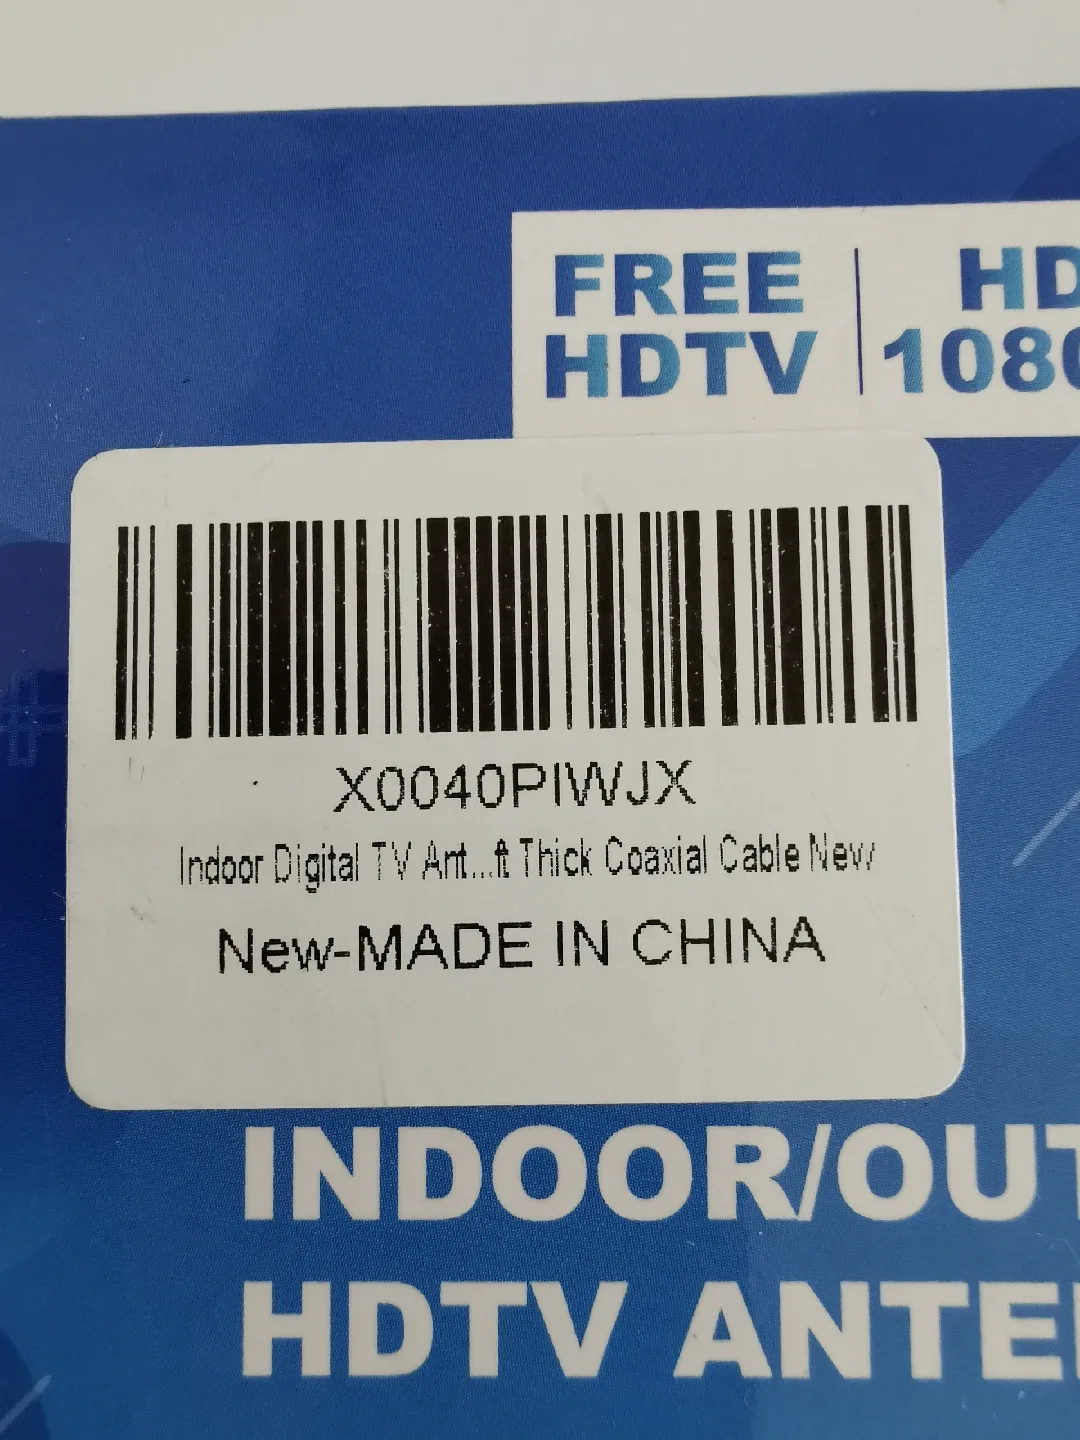 FREE
HDTV
HD
1080
X0040PIWJX
Indoor Digital TV Ant...ft Thick Coaxial Cable New
New-MADE IN CHINA
INDOOR/OUT
HDTV ANTE